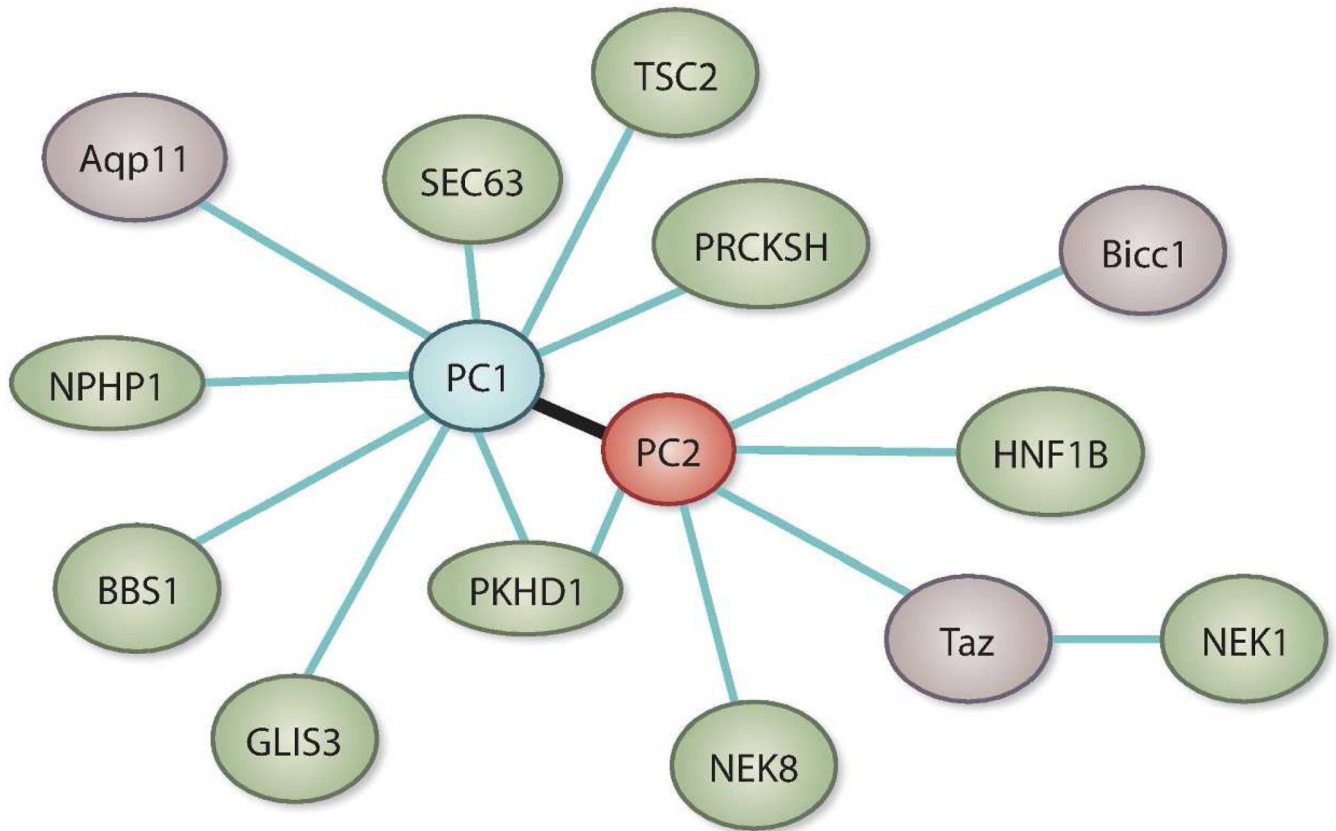 TSC2
Aqp11
SEC63
PRCKSH
Bicc1
PC1
NPHP1
PC2
HNF1B
BBS1
PKHD1
Taz
NEK1
GLIS3
NEK8